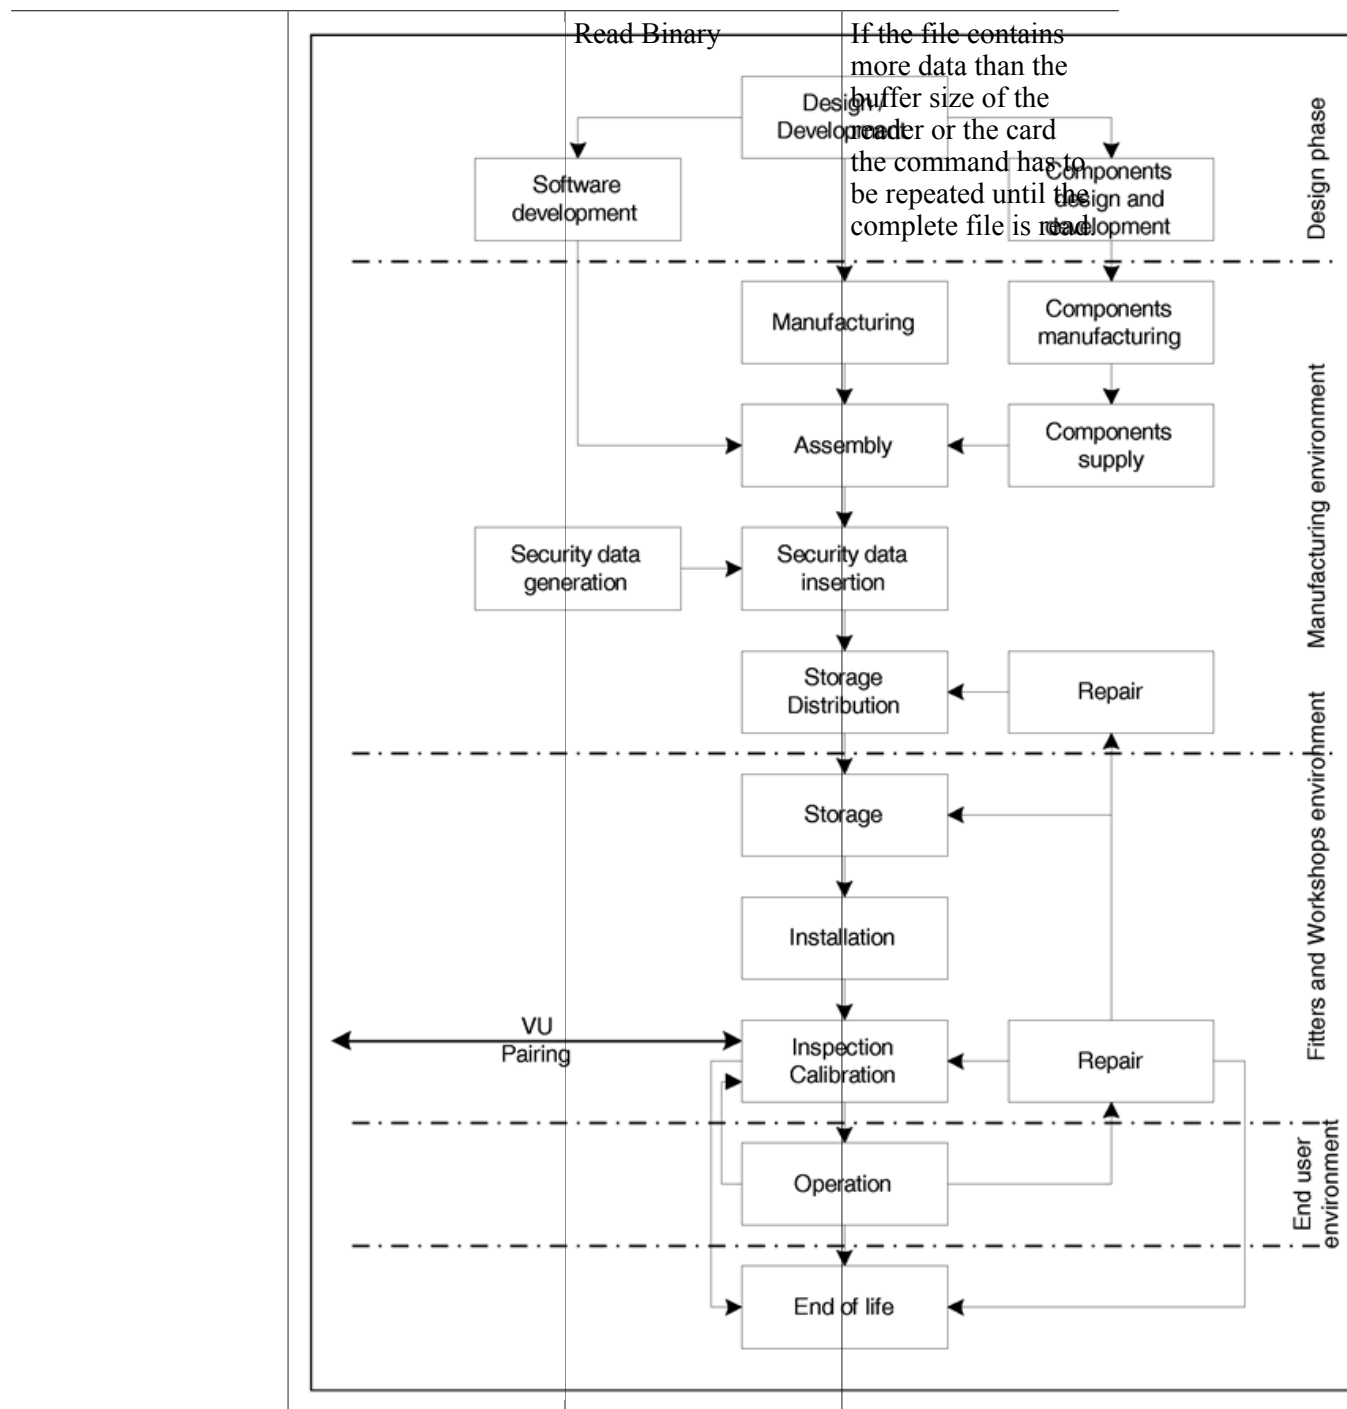 Read Binary
If the file contains
more data than the
buffer size of the
reader or the card
the command has to
be repeated until the
complete file is read.
Design /
Development
Software
development
Components
design and
development
Design phase
Manufacturing
Components
manufacturing
Assembly
Components
supply
Security data
generation
Security data
insertion
Storage
Distribution
Repair
Manufacturing environment
Storage
Installation
VU
Pairing
Inspection
Calibration
Repair
Fitters and Workshops environment
Operation
End user
environment
End of life